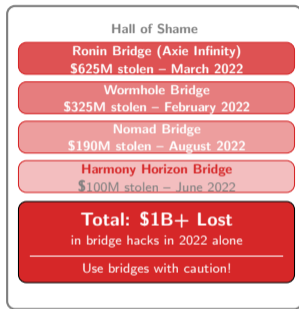 Hall of Shame
Ronin Bridge (Axie Infinity)
$625M stolen – March 2022
Wormhole Bridge
$325M stolen – February 2022
Nomad Bridge
$190M stolen – August 2022
Harmony Horizon Bridge
$100M stolen – June 2022
Total: $1B+ Lost
in bridge hacks in 2022 alone
Use bridges with caution!